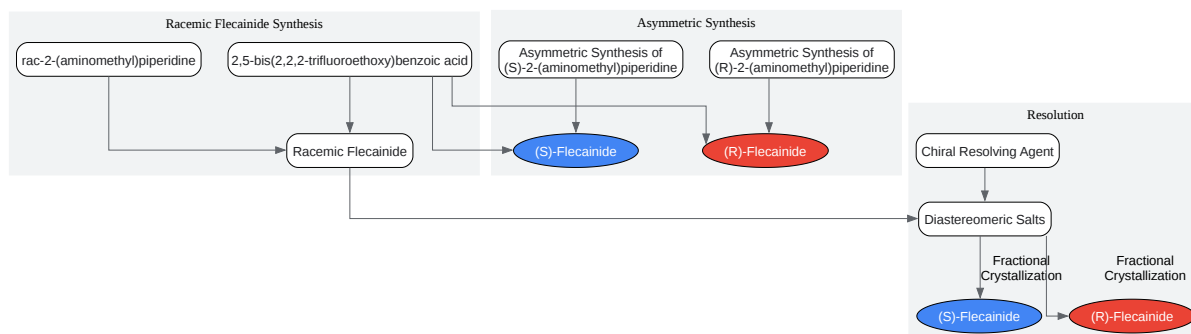 Racemic Flecainide Synthesis
rac-2-(aminomethyl)piperidine
2,5-bis(2,2,2-trifluoroethoxy)benzoic acid
Racemic Flecainide
Asymmetric Synthesis
Asymmetric Synthesis of
(S)-2-(aminomethyl)piperidine
Asymmetric Synthesis of
(R)-2-(aminomethyl)piperidine
(S)-Flecainide
(R)-Flecainide
Resolution
Chiral Resolving Agent
Diastereomeric Salts
Fractional
Crystallization
Fractional
Crystallization
(S)-Flecainide
(R)-Flecainide